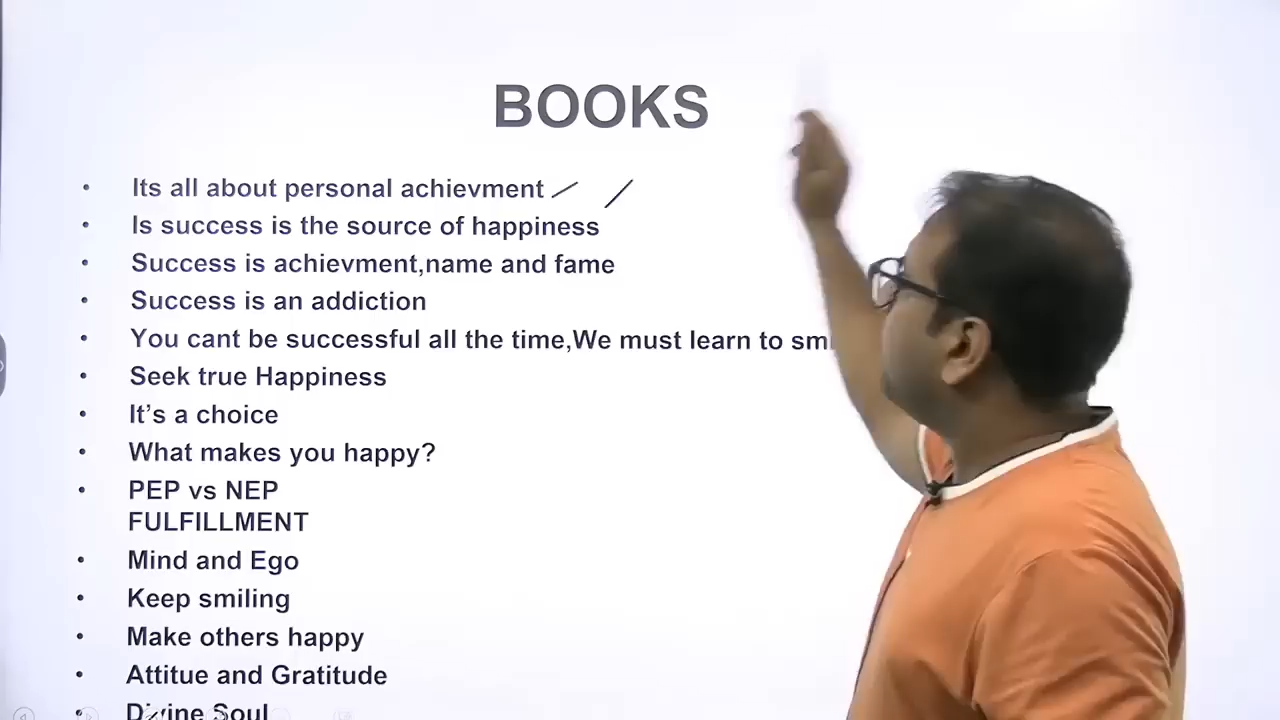 BOOKS
• Its all about personal achievment
• Is success is the source of happiness
• Success is achievment,name and fame
• Success is an addiction
• You cant be successful all the time,We must learn to
• Seek true Happiness
• It’s a choice
• What makes you happy?
• PEP vs NEP
FULFILLMENT
• Mind and Ego
• Keep smiling
• Make others happy
• Attitue and Gratitude
• Divine Soul